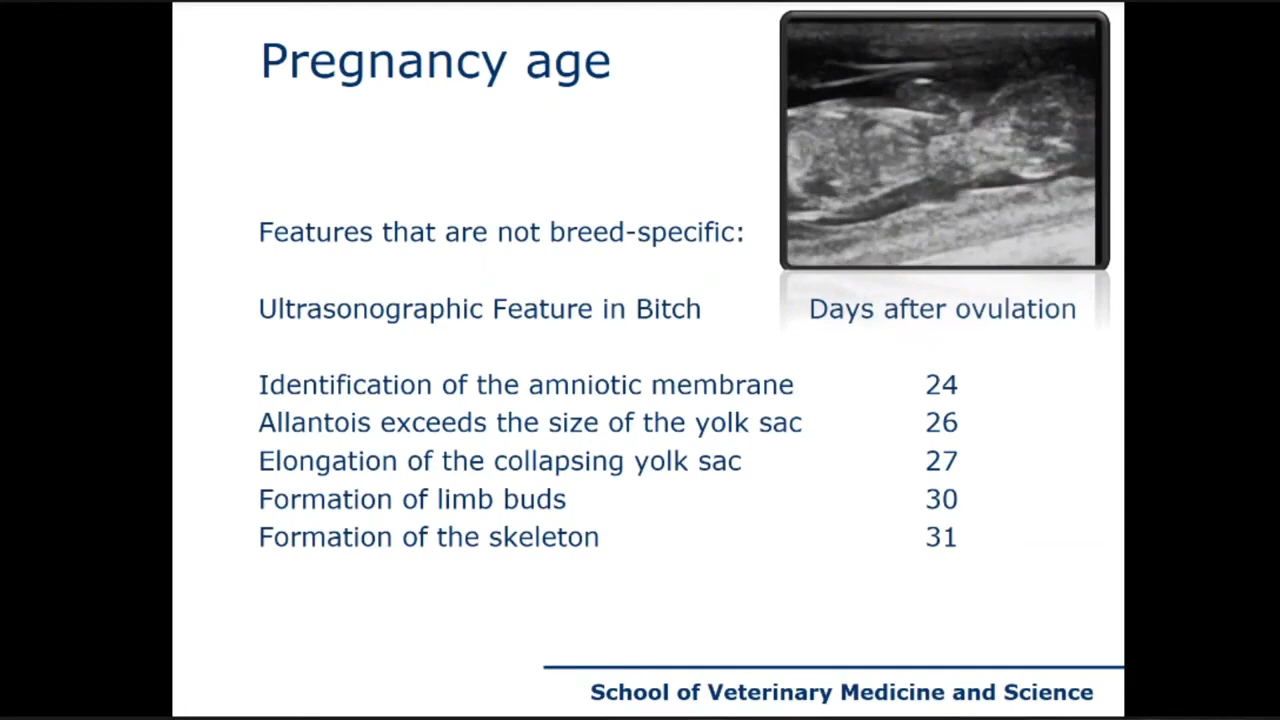 Pregnancy age
Features that are not breed-specific:
Ultrasonographic Feature in Bitch Days after ovulation
Identification of the amniotic membrane 24
Allantois exceeds the size of the yolk sac 26
Elongation of the collapsing yolk sac 27
Formation of limb buds 30
Formation of the skeleton 31
School of Veterinary Medicine and Science